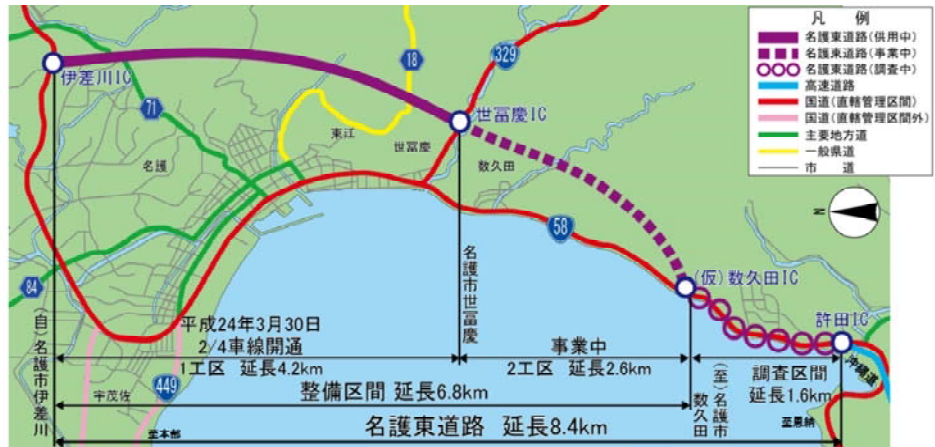 凡 例
名護東道路(供用中)
名護東道路(事業中)
名護東道路(調査中)
高速道路
国道(直轄管理区間)
国道(直轄管理区間外)
主要地方道
一般県道
市 道
N
伊差川IC
71
18
329
世冨慶IC
東江
世冨慶
数久田
名護
58
84
(仮)数久田IC
許田IC
沖縄道
名護市世冨慶
(自)名護市伊差川
平成24年3月30日
2/4車線開通
1工区 延長4.2km
事業中
2工区 延長2.6km
(至)名護市
数久田
調査区間
延長1.6km
整備区間 延長6.8km
宇茂佐
449
至本部
至恩納
名護東道路 延長8.4km